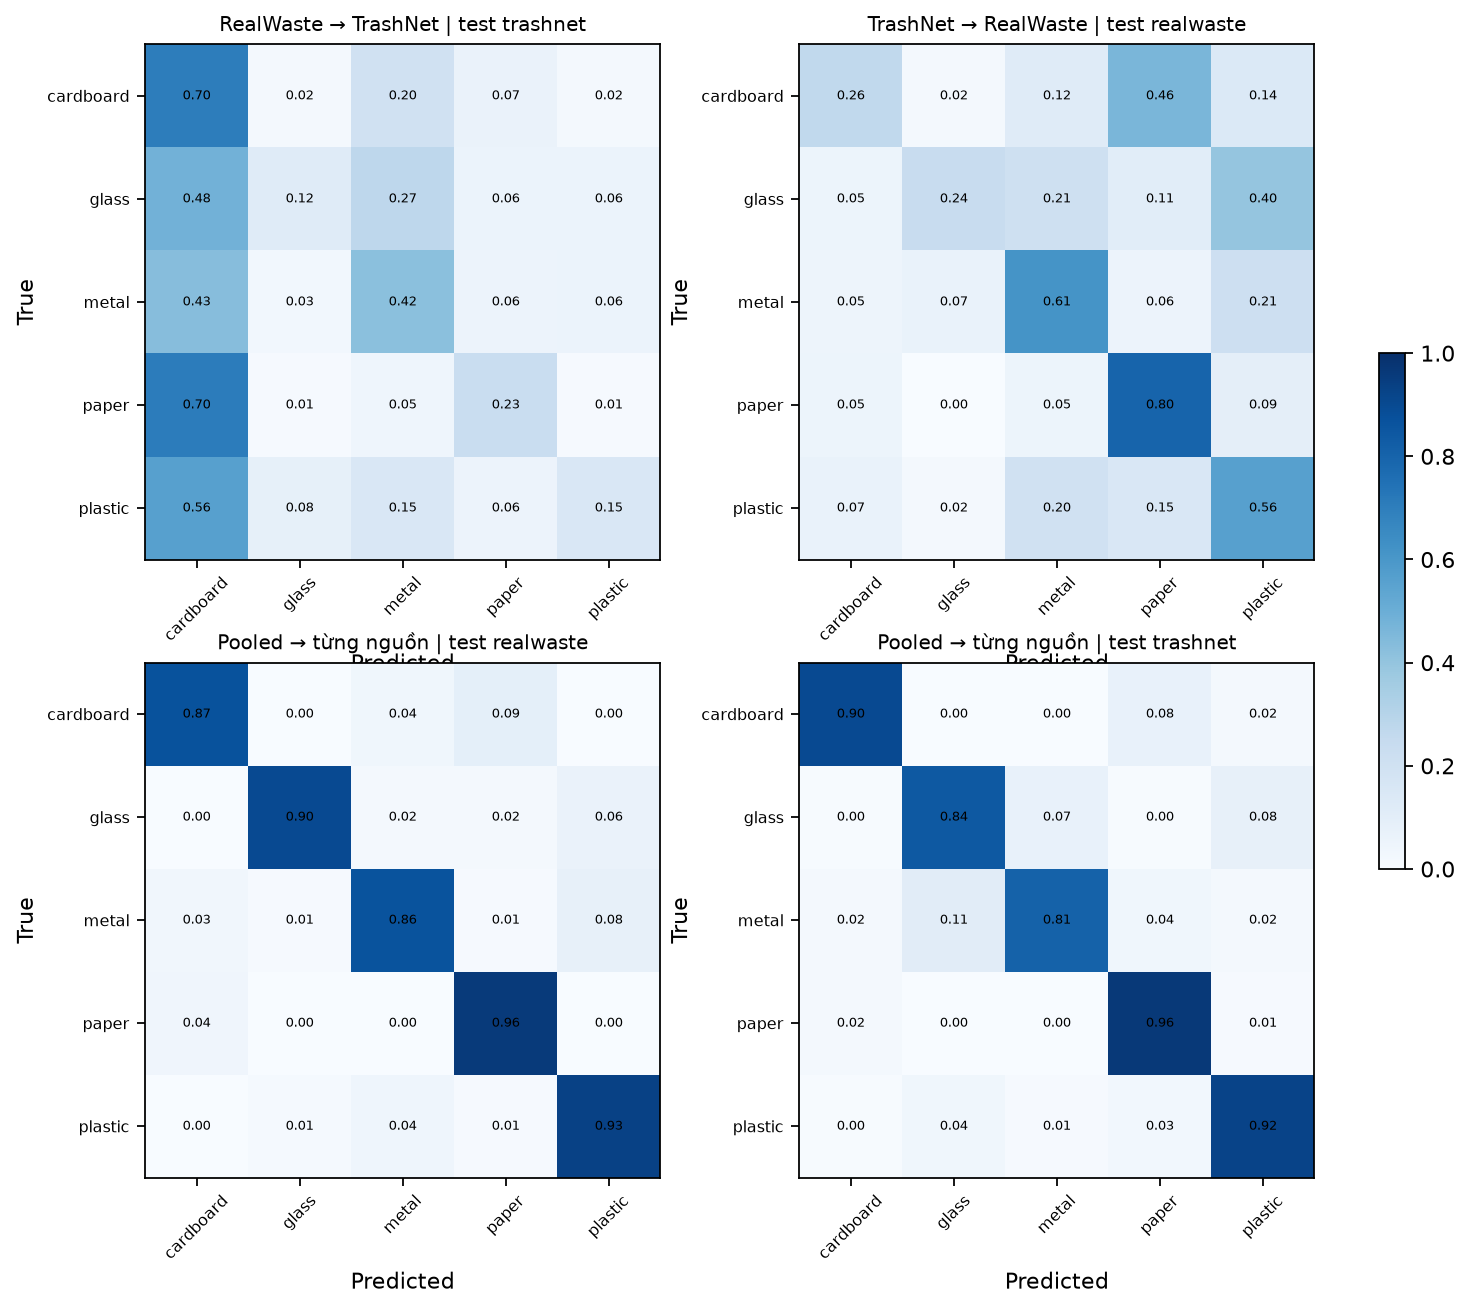 RealWaste → TrashNet | test trashnet
True
cardboard 0.70 0.02 0.20 0.07 0.02
glass 0.48 0.12 0.27 0.06 0.06
metal 0.43 0.03 0.42 0.06 0.06
paper 0.70 0.01 0.05 0.23 0.01
plastic 0.56 0.08 0.15 0.06 0.15
cardboard glass metal paper plastic
Predicted
TrashNet → RealWaste | test realwaste
True
cardboard 0.26 0.02 0.12 0.46 0.14
glass 0.05 0.24 0.21 0.11 0.40
metal 0.05 0.07 0.61 0.06 0.21
paper 0.05 0.00 0.05 0.80 0.09
plastic 0.07 0.02 0.20 0.15 0.56
cardboard glass metal paper plastic
Predicted
Pooled → từng nguồn | test realwaste
True
cardboard 0.87 0.00 0.04 0.09 0.00
glass 0.00 0.90 0.02 0.02 0.06
metal 0.03 0.01 0.86 0.01 0.08
paper 0.04 0.00 0.00 0.96 0.00
plastic 0.00 0.01 0.04 0.01 0.93
cardboard glass metal paper plastic
Predicted
Pooled → từng nguồn | test trashnet
True
cardboard 0.90 0.00 0.00 0.08 0.02
glass 0.00 0.84 0.07 0.00 0.08
metal 0.02 0.11 0.81 0.04 0.02
paper 0.02 0.00 0.00 0.96 0.01
plastic 0.00 0.04 0.01 0.03 0.92
cardboard glass metal paper plastic
Predicted
1.0
0.8
0.6
0.4
0.2
0.0